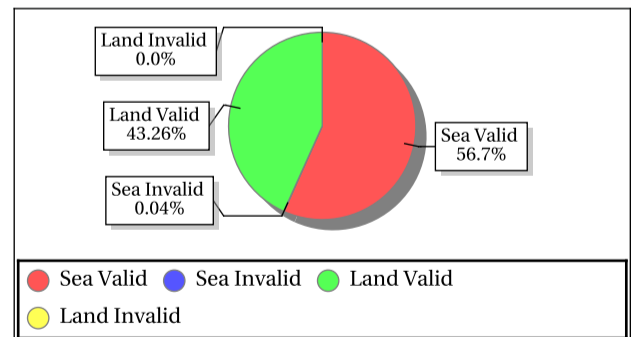 Land Invalid
0.0%
Land Valid
43.26%
Sea Valid
56.7%
Sea Invalid
0.04%
Sea Valid Sea Invalid Land Valid
Land Invalid